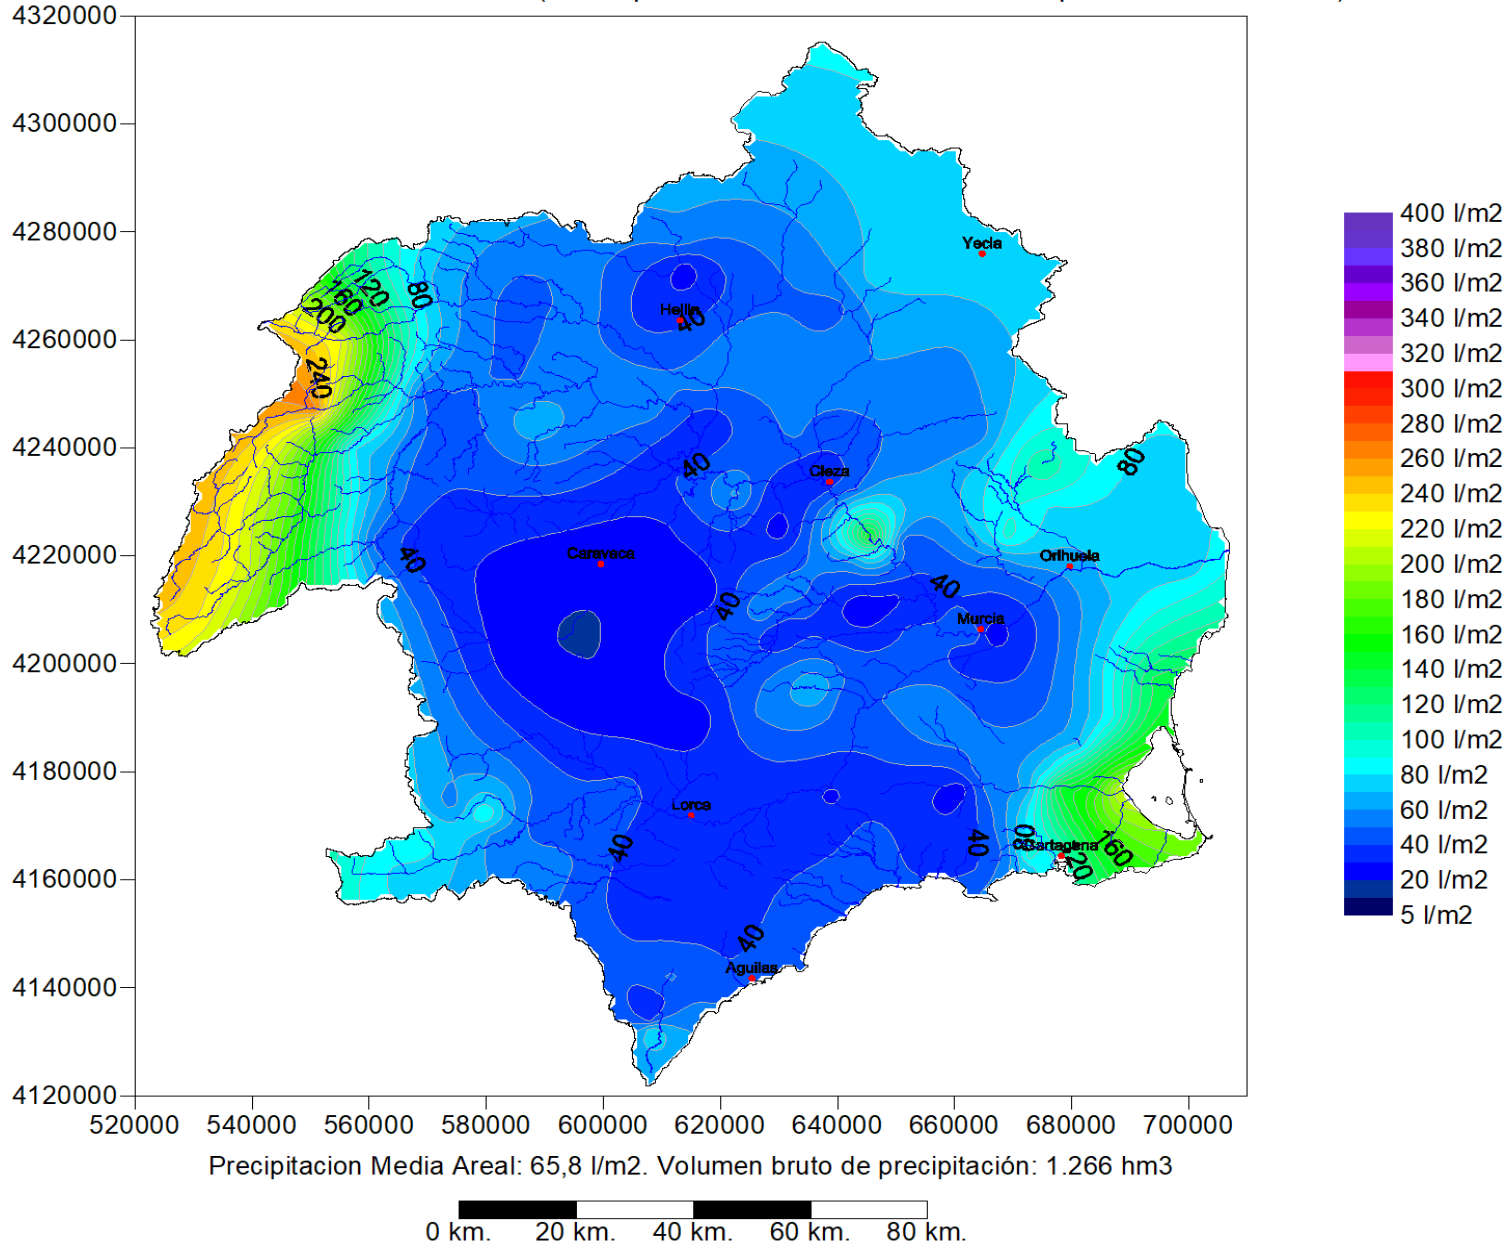 4320000
4300000
4280000
4260000
4240000
4220000
4200000
4180000
4160000
4140000
4120000
520000 540000 560000 580000 600000 620000 640000 660000 680000 700000
Yecla
Hellin
40
80
120
160
200
240
40
Cieza
80
Caravaca
40
Orihuela
40
40
Murcia
Lorca
40
40
80
Cartagena
120
160
40
Aguilas
400 l/m2
380 l/m2
360 l/m2
340 l/m2
320 l/m2
300 l/m2
280 l/m2
260 l/m2
240 l/m2
220 l/m2
200 l/m2
180 l/m2
160 l/m2
140 l/m2
120 l/m2
100 l/m2
80 l/m2
60 l/m2
40 l/m2
20 l/m2
5 l/m2
Precipitacion Media Areal: 65,8 l/m2. Volumen bruto de precipitación: 1.266 hm3
0 km. 20 km. 40 km. 60 km. 80 km.